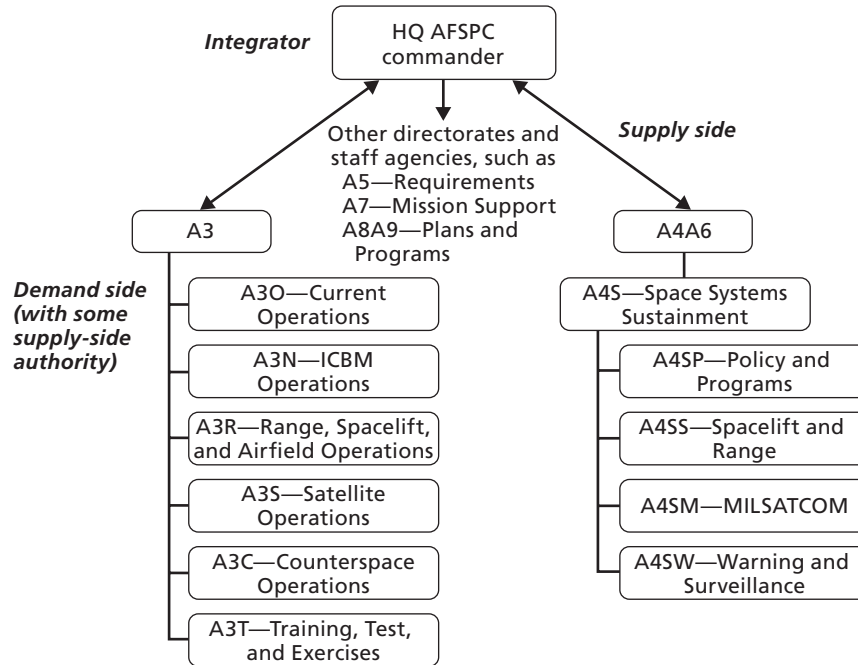 Integrator
HQ AFSPC
commander
Supply side
Other directorates and
staff agencies, such as
A5—Requirements
A7—Mission Support
A8A9—Plans and
Programs
A3
A4A6
Demand side
(with some
supply-side
authority)
A3O—Current
Operations
A3N—ICBM
Operations
A3R—Range, Spacelift,
and Airfield Operations
A3S—Satellite
Operations
A3C—Counterspace
Operations
A3T—Training, Test,
and Exercises
A4S—Space Systems
Sustainment
A4SP—Policy and
Programs
A4SS—Spacelift and
Range
A4SM—MILSATCOM
A4SW—Warning and
Surveillance